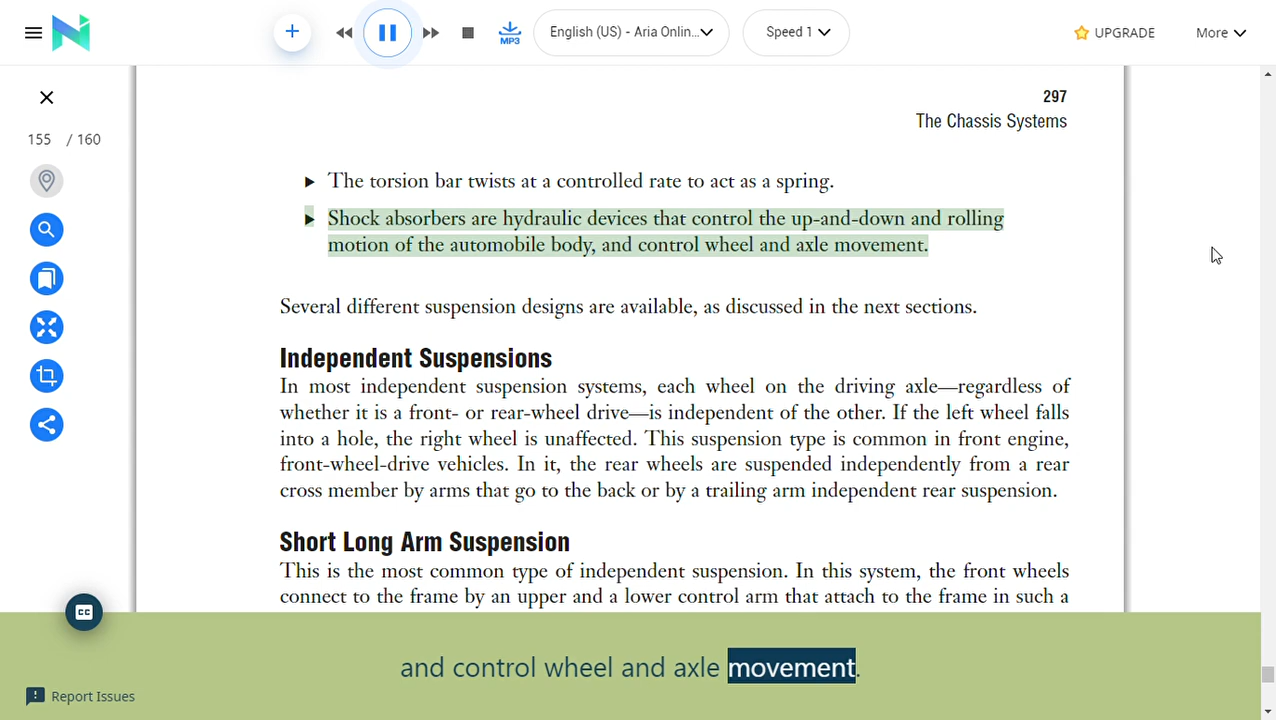 MP3
English (US) - Aria Onlin...
Speed 1
UPGRADE
More
155 / 160
297
The Chassis Systems
► The torsion bar twists at a controlled rate to act as a spring.
► Shock absorbers are hydraulic devices that control the up-and-down and rolling
motion of the automobile body, and control wheel and axle movement.
Several different suspension designs are available, as discussed in the next sections.
Independent Suspensions
In most independent suspension systems, each wheel on the driving axle—regardless of
whether it is a front- or rear-wheel drive—is independent of the other. If the left wheel falls
into a hole, the right wheel is unaffected. This suspension type is common in front engine,
front-wheel-drive vehicles. In it, the rear wheels are suspended independently from a rear
cross member by arms that go to the back or by a trailing arm independent rear suspension.
Short Long Arm Suspension
This is the most common type of independent suspension. In this system, the front wheels
connect to the frame by an upper and a lower control arm that attach to the frame in such a
CC
and control wheel and axle movement.
Report Issues